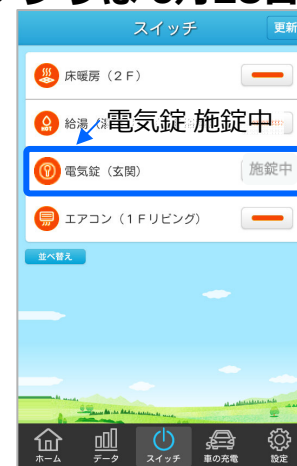 スイッチ
更新
床暖房（2F）
給湯
電気錠 施錠中
電気錠（玄関）
施錠中
エアコン（1Fリビング）
並べ替え
ホーム
データ
スイッチ
車の充電
設定